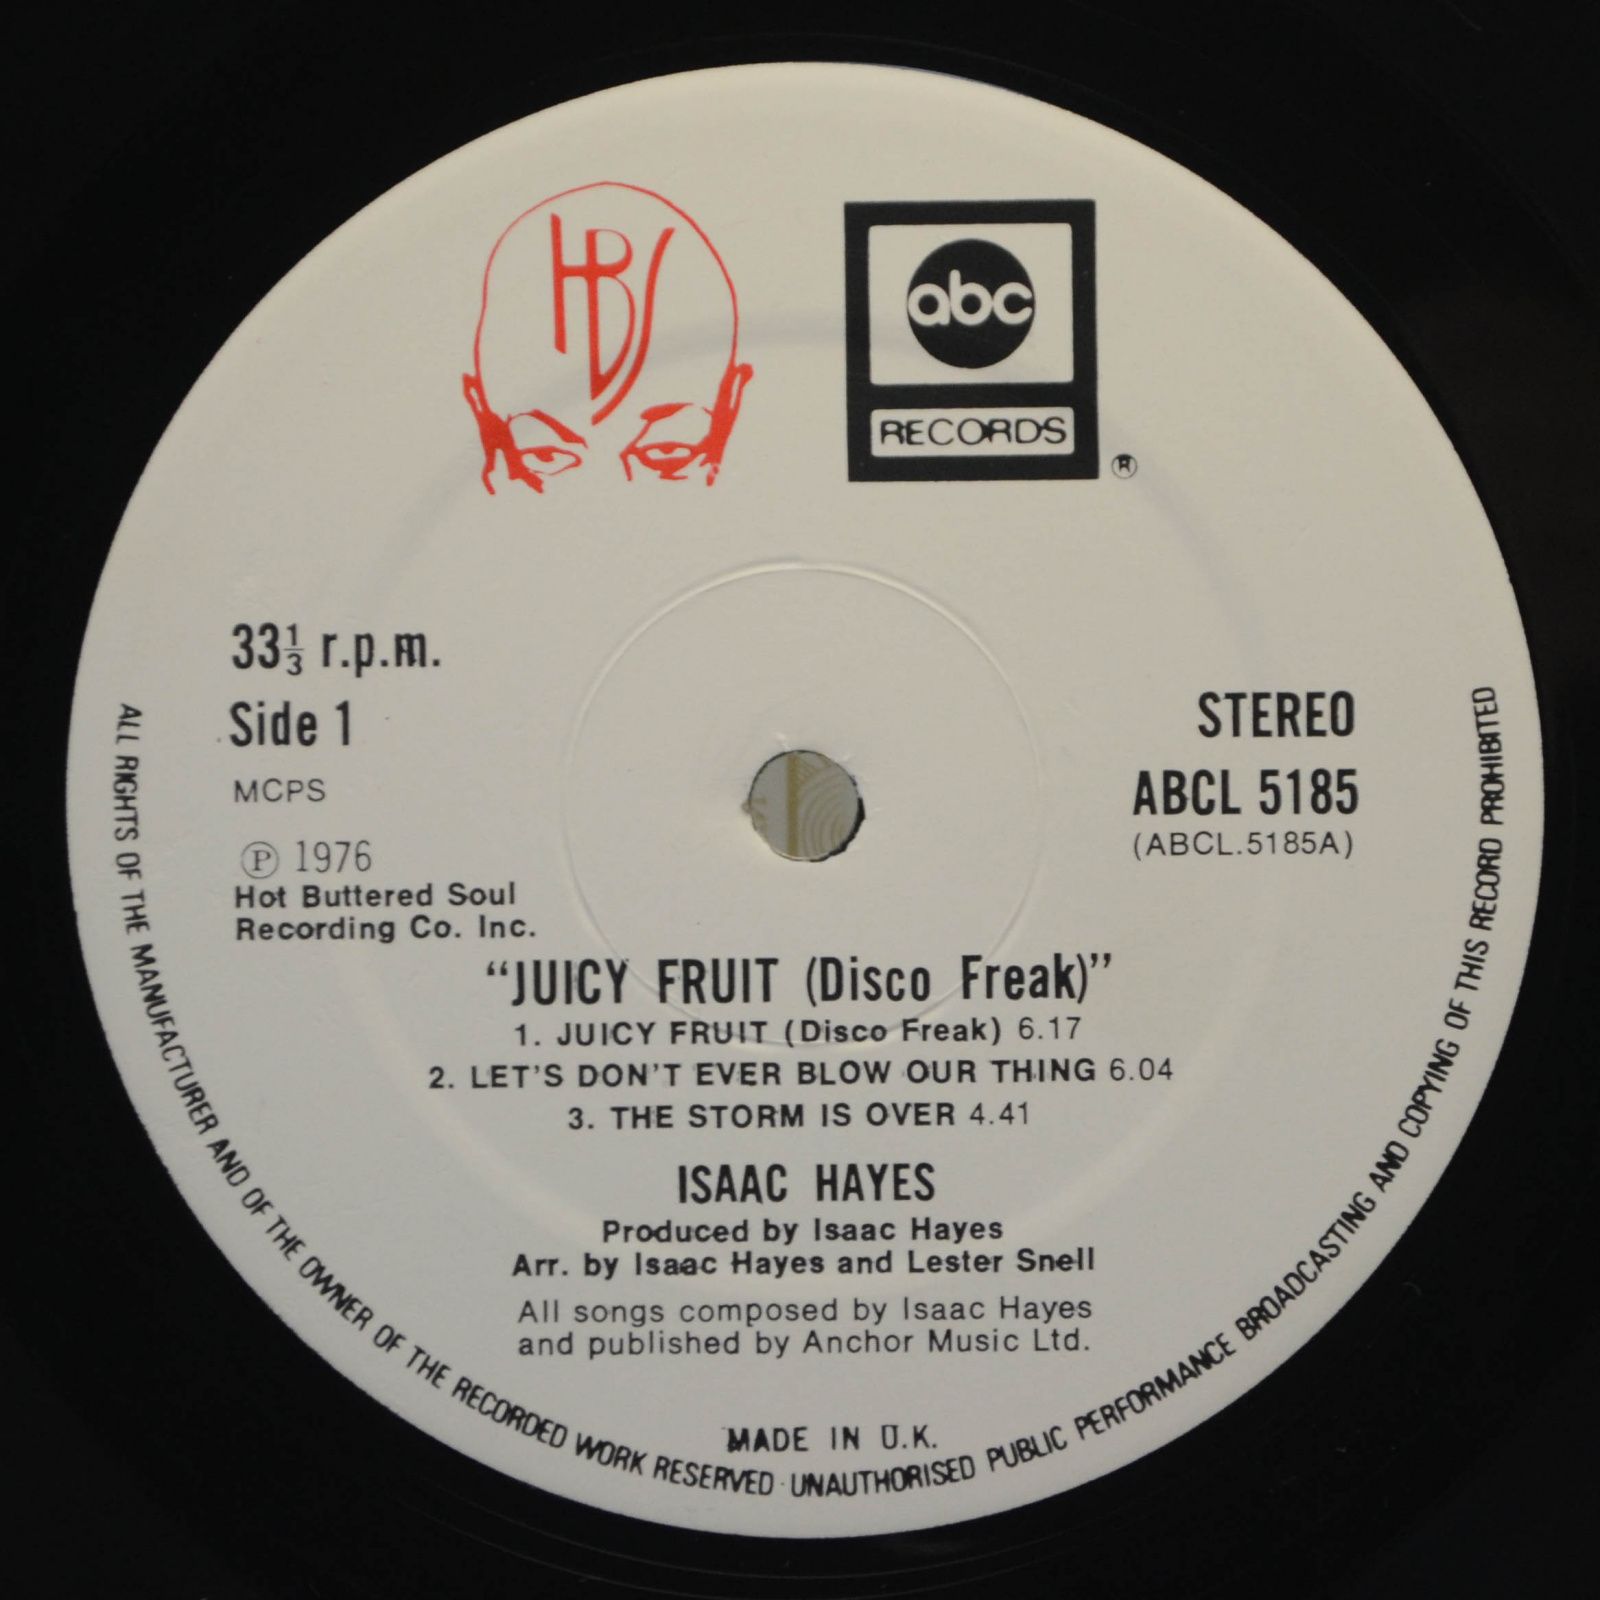 HBS
abc
RECORDS
®
33⅓ r.p.m.
Side 1
MCPS
℗ 1976
Hot Buttered Soul
Recording Co. Inc.
STEREO
ABCL 5185
(ABCL.5185A)
“JUICY FRUIT (Disco Freak)”
1. JUICY FRUIT (Disco Freak) 6.17
2. LET'S DON'T EVER BLOW OUR THING 6.04
3. THE STORM IS OVER 4.41
ISAAC HAYES
Produced by Isaac Hayes
Arr. by Isaac Hayes and Lester Snell
All songs composed by Isaac Hayes
and published by Anchor Music Ltd.
MADE IN U.K.
ALL RIGHTS OF THE MANUFACTURER AND OF THE OWNER OF THE RECORDED WORK RESERVED · UNAUTHORISED PUBLIC PERFORMANCE BROADCASTING AND COPYING OF THIS RECORD PROHIBITED